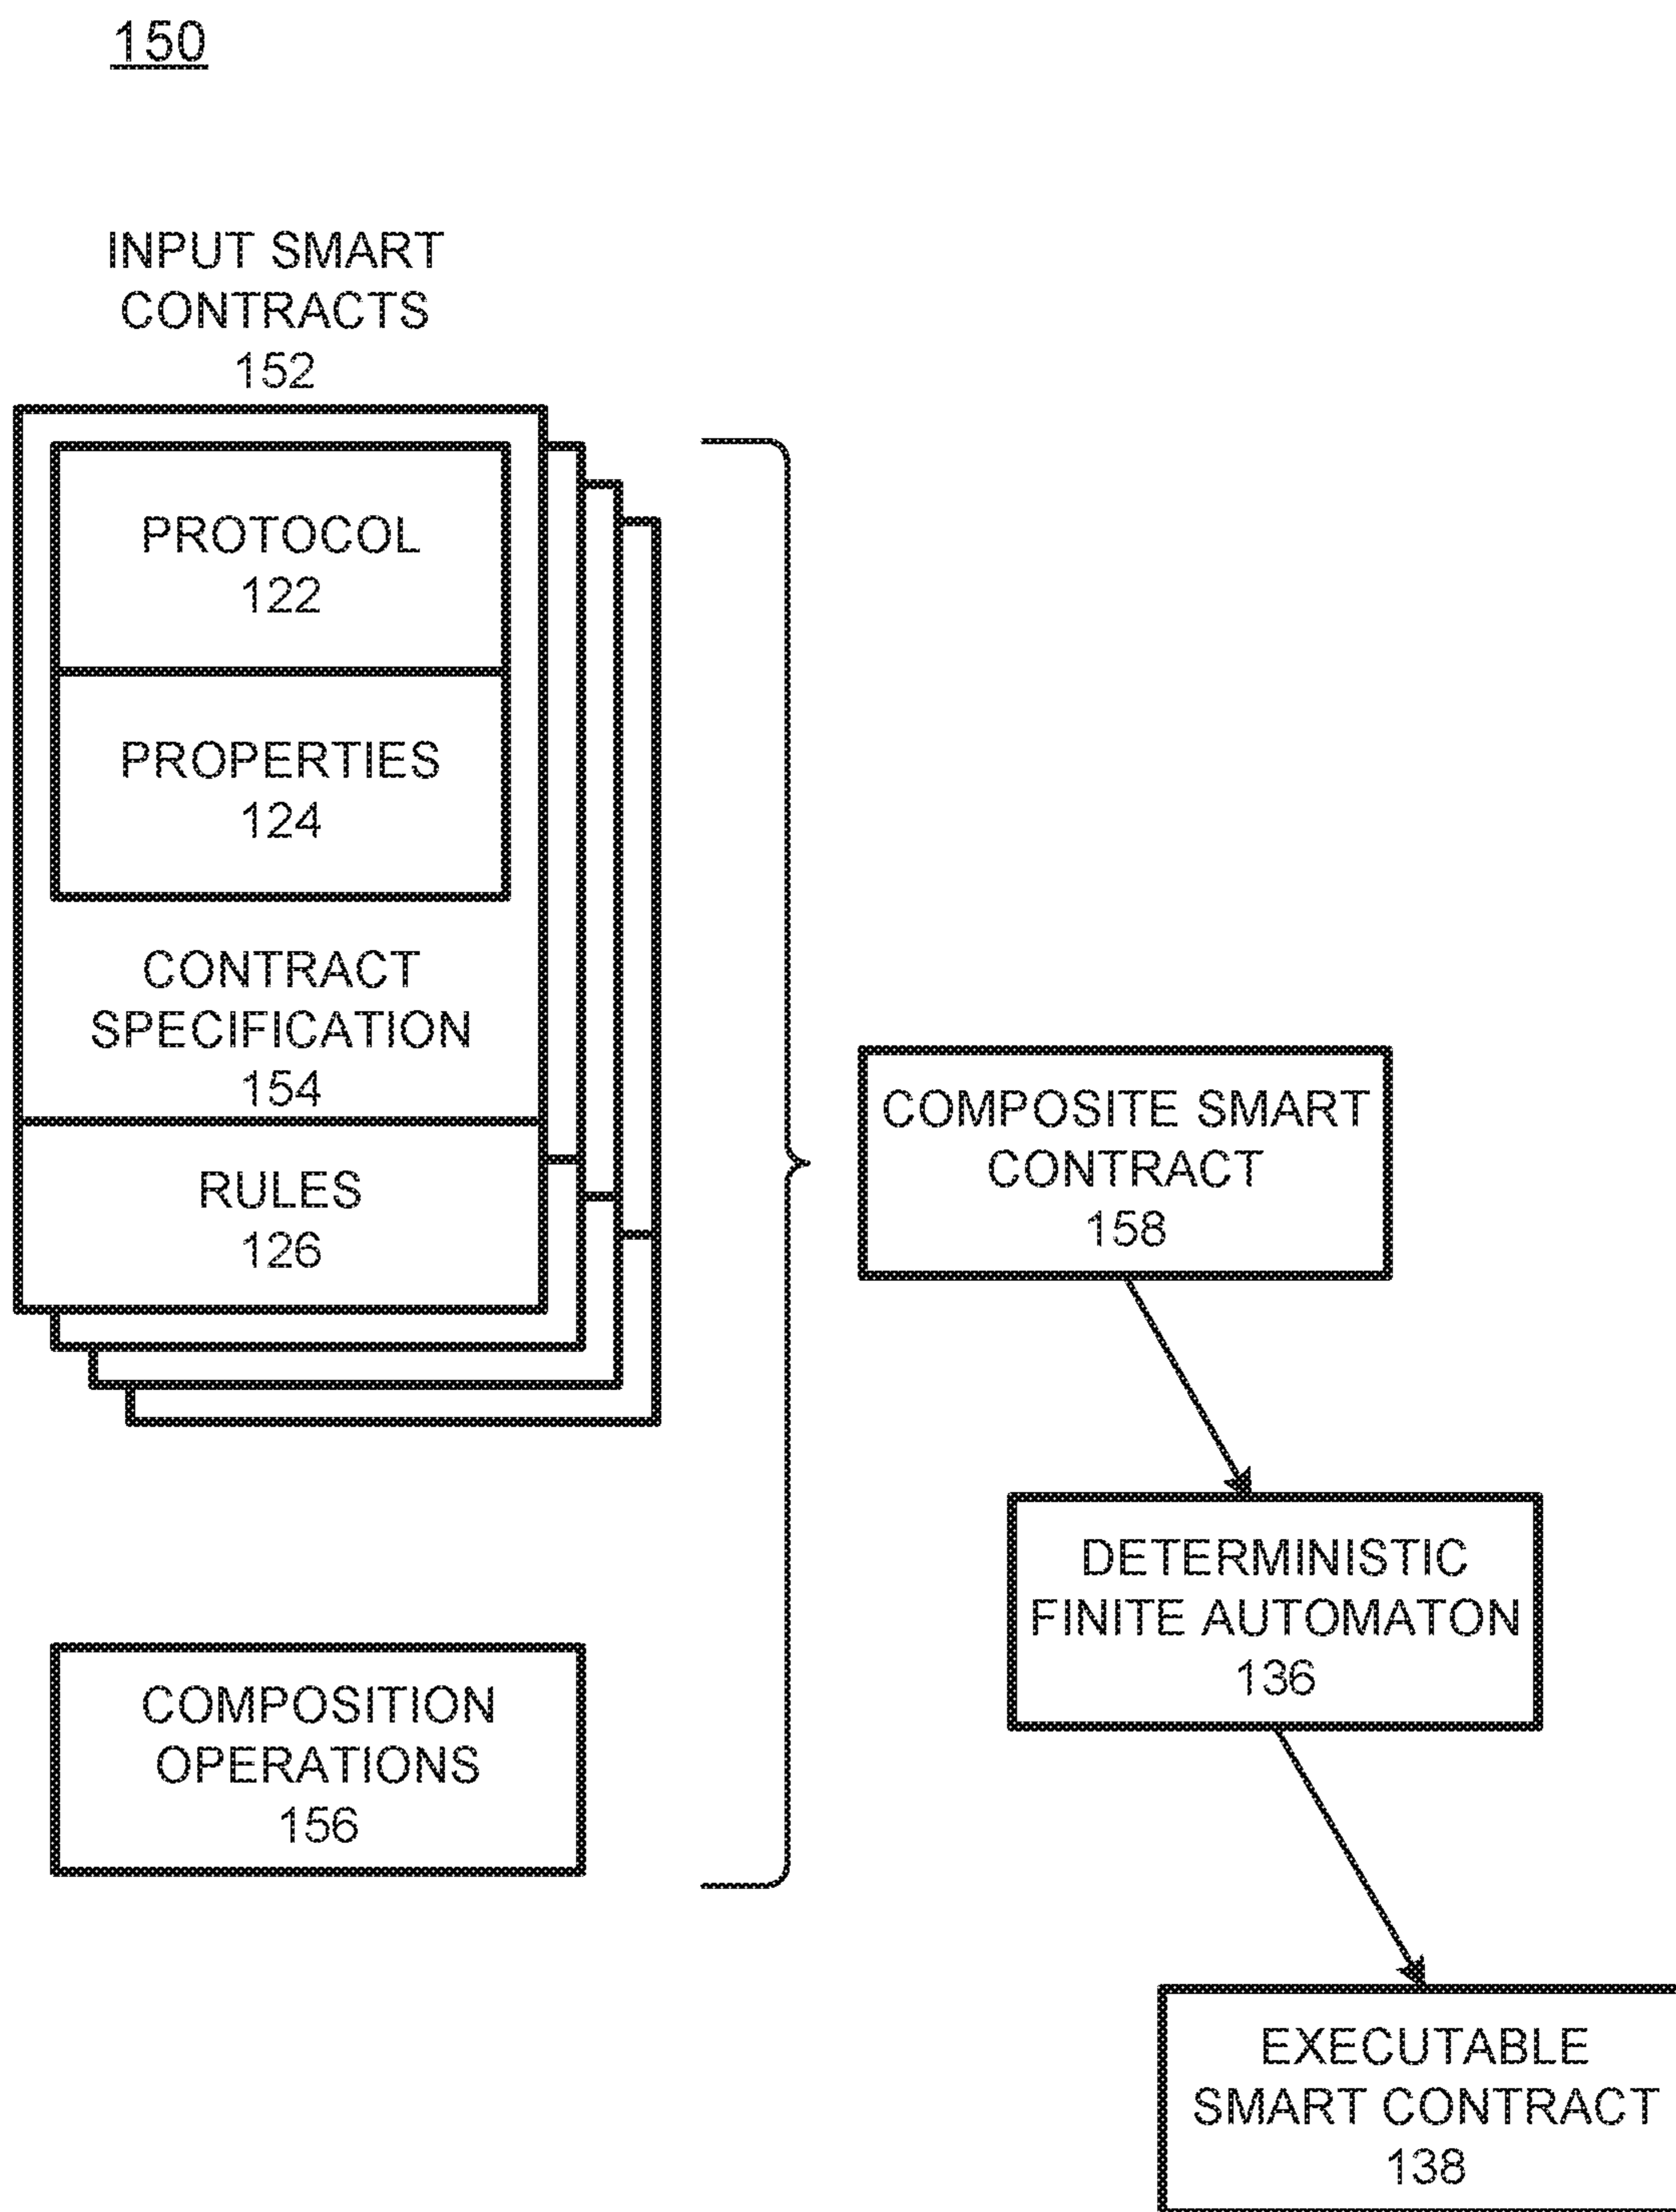 150
INPUT SMART
CONTRACTS
152
PROTOCOL
122
PROPERTIES
124
CONTRACT
SPECIFICATION
154
RULES
126
COMPOSITION
OPERATIONS
156
COMPOSITE SMART
CONTRACT
158
DETERMINISTIC
FINITE AUTOMATON
136
EXECUTABLE
SMART CONTRACT
138